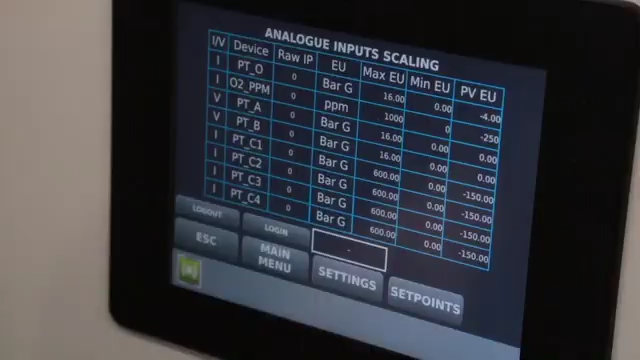 ANALOGUE INPUTS SCALING
I/V Device Raw IP EU Max EU Min EU PV EU
I PT_O 0 Bar G 16.00 0.00 -4.00
I O2_PPM 0 ppm 1000 0 -250
V PT_A 0 Bar G 16.00 0.00 0.00
V PT_B 0 Bar G 16.00 0.00 0.00
I PT_C1 0 Bar G 600.00 0.00 -150.00
I PT_C2 0 Bar G 600.00 0.00 -150.00
I PT_C3 0 Bar G 600.00 0.00 -150.00
I PT_C4 0 Bar G 600.00 0.00 -150.00
LOGOUT LOGIN -
ESC MAIN MENU SETTINGS SETPOINTS